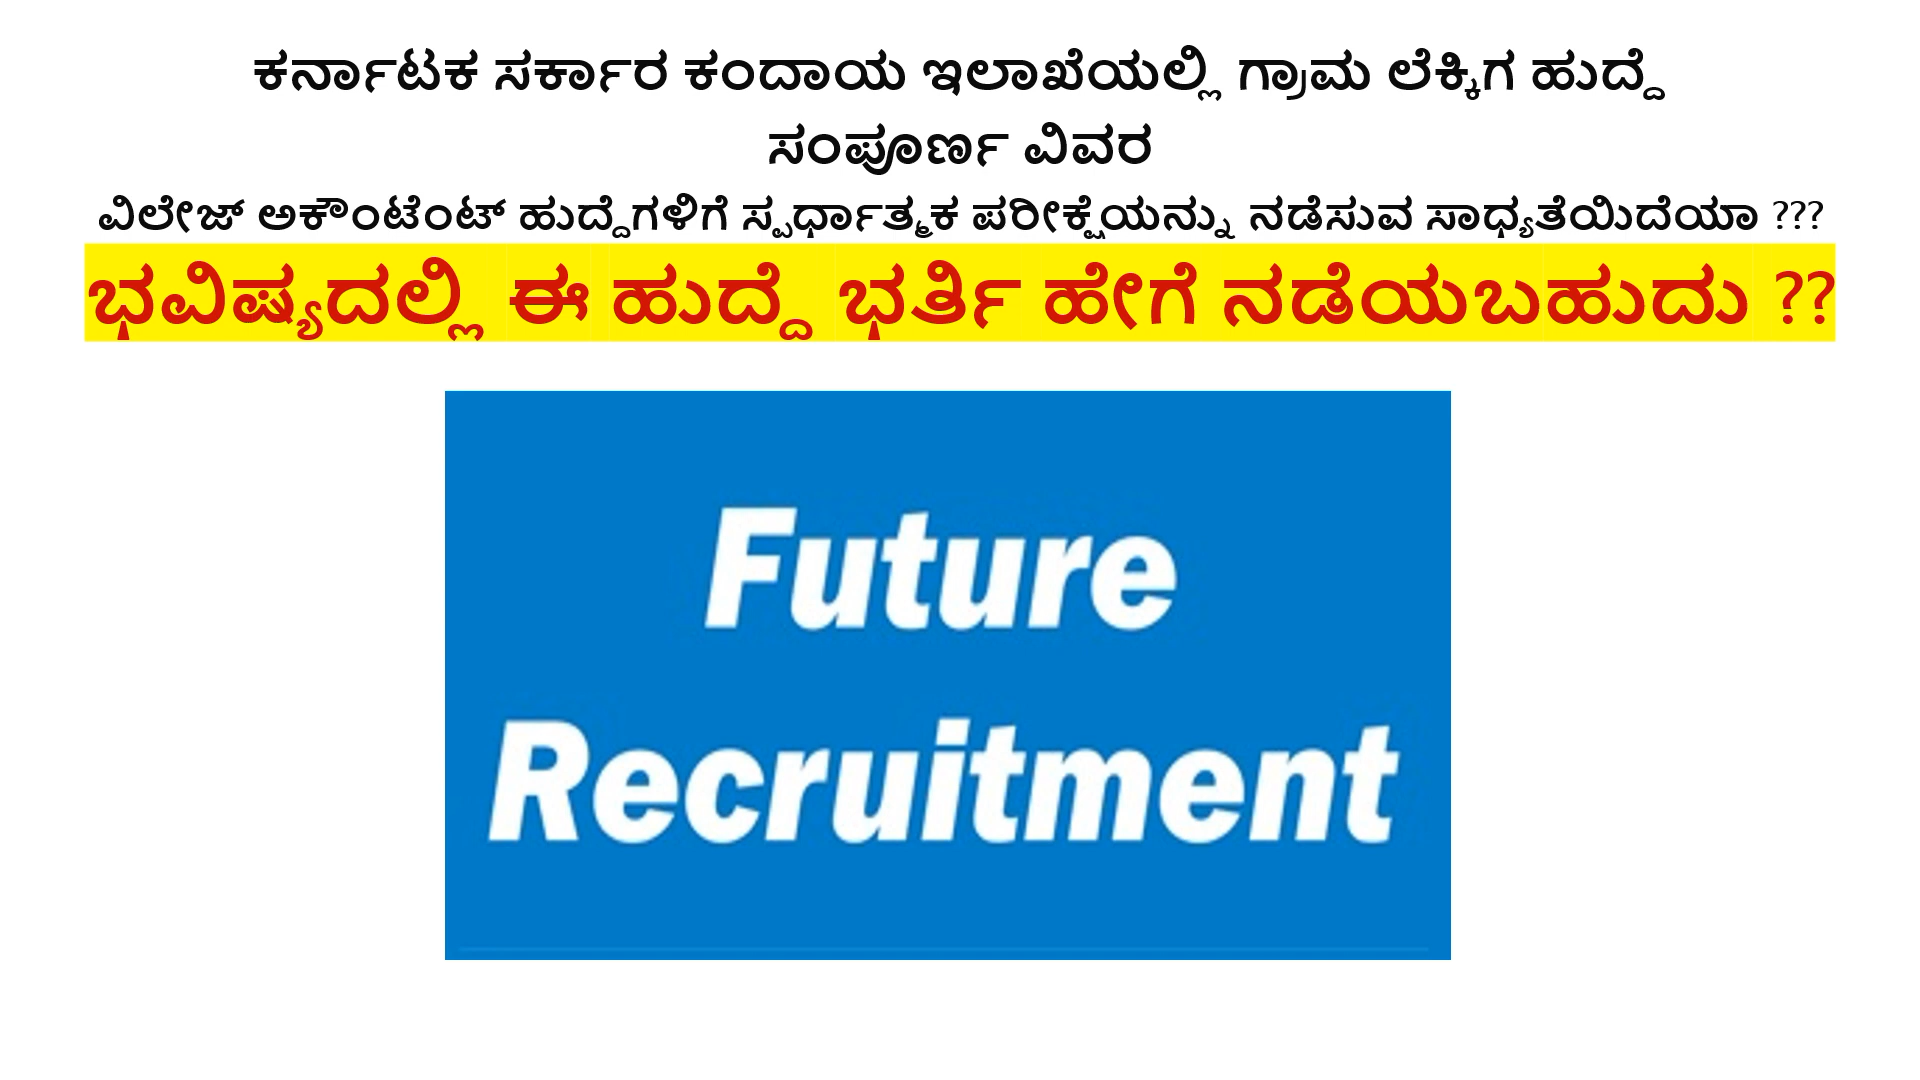 ಕರ್ನಾಟಕ ಸರ್ಕಾರ ಕಂದಾಯ ಇಲಾಖೆಯಲ್ಲಿ ಗ್ರಾಮ ಲೆಕ್ಕಿಗ ಹುದ್ದೆ
ಸಂಪೂರ್ಣ ವಿವರ
ವಿಲೇಜ್ ಅಕೌಂಟೆಂಟ್ ಹುದ್ದೆಗಳಿಗೆ ಸ್ಪರ್ಧಾತ್ಮಕ ಪರೀಕ್ಷೆಯನ್ನು ನಡೆಸುವ ಸಾಧ್ಯತೆಯಿದೆಯಾ ???
ಭವಿಷ್ಯದಲ್ಲಿ ಈ ಹುದ್ದೆ ಭರ್ತಿ ಹೇಗೆ ನಡೆಯಬಹುದು ??
Future
Recruitment